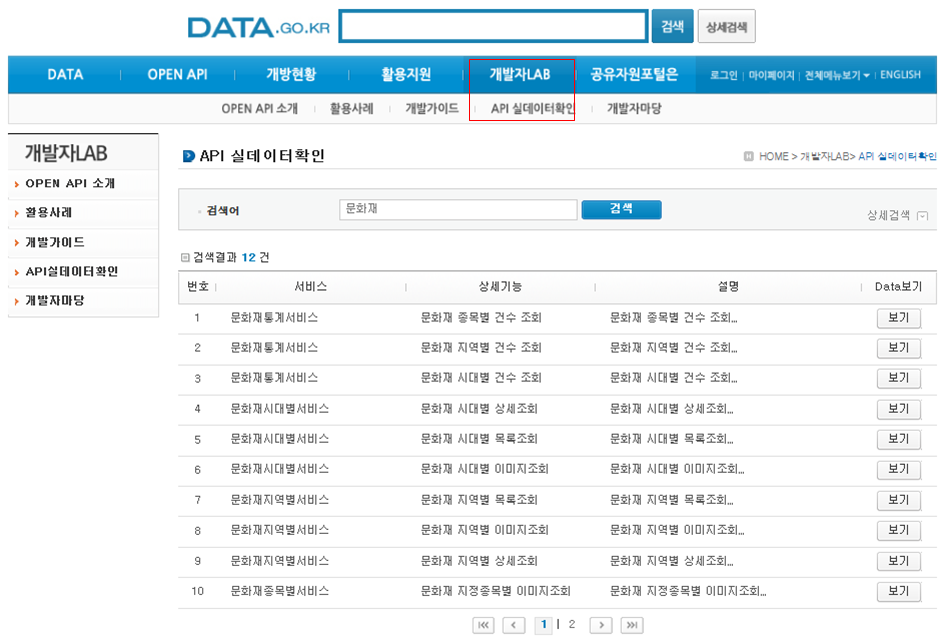 DATA.GO.KR 검색 상세검색
DATA OPEN API 개방현황 활용지원 개발자LAB 공유자원포털은 로그인 마이페이지 전체메뉴보기 ENGLISH
OPEN API 소개 활용사례 개발가이드 API 실데이터확인 개발자마당
개발자LAB
OPEN API 소개
활용사례
개발가이드
API실데이터확인
개발자마당
API 실데이터확인
HOME > 개발자LAB> API 실데이터확인
검색어 문화재 검색 상세검색
검색결과 12 건
번호 서비스 상세기능 설명 Data보기
1 문화재통계서비스 문화재 종목별 건수 조회 문화재 종목별 건수 조회... 보기
2 문화재통계서비스 문화재 지역별 건수 조회 문화재 지역별 건수 조회... 보기
3 문화재통계서비스 문화재 시대별 건수 조회 문화재 시대별 건수 조회... 보기
4 문화재시대별서비스 문화재 시대별 상세조회 문화재 시대별 상세조회... 보기
5 문화재시대별서비스 문화재 시대별 목록조회 문화재 시대별 목록조회... 보기
6 문화재시대별서비스 문화재 시대별 이미지조회 문화재 시대별 이미지조회... 보기
7 문화재지역별서비스 문화재 지역별 목록조회 문화재 지역별 목록조회... 보기
8 문화재지역별서비스 문화재 지역별 이미지조회 문화재 지역별 이미지조회... 보기
9 문화재지역별서비스 문화재 지역별 상세조회 문화재 지역별 상세조회... 보기
10 문화재종목별서비스 문화재 지정종목별 이미지조회 문화재 지정종목별 이미지조회... 보기
1 | 2